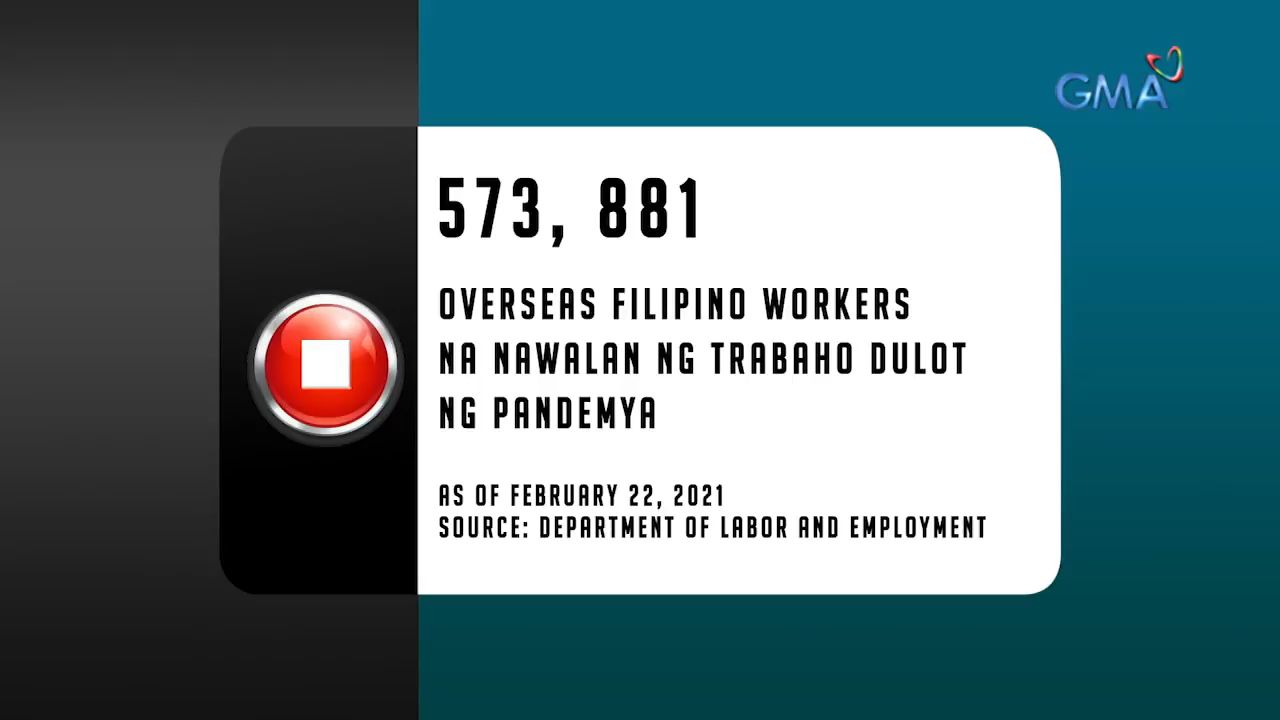 GMA
573, 881
OVERSEAS FILIPINO WORKERS
NA NAWALAN NG TRABAHO DULOT
NG PANDEMYA
AS OF FEBRUARY 22, 2021
SOURCE: DEPARTMENT OF LABOR AND EMPLOYMENT